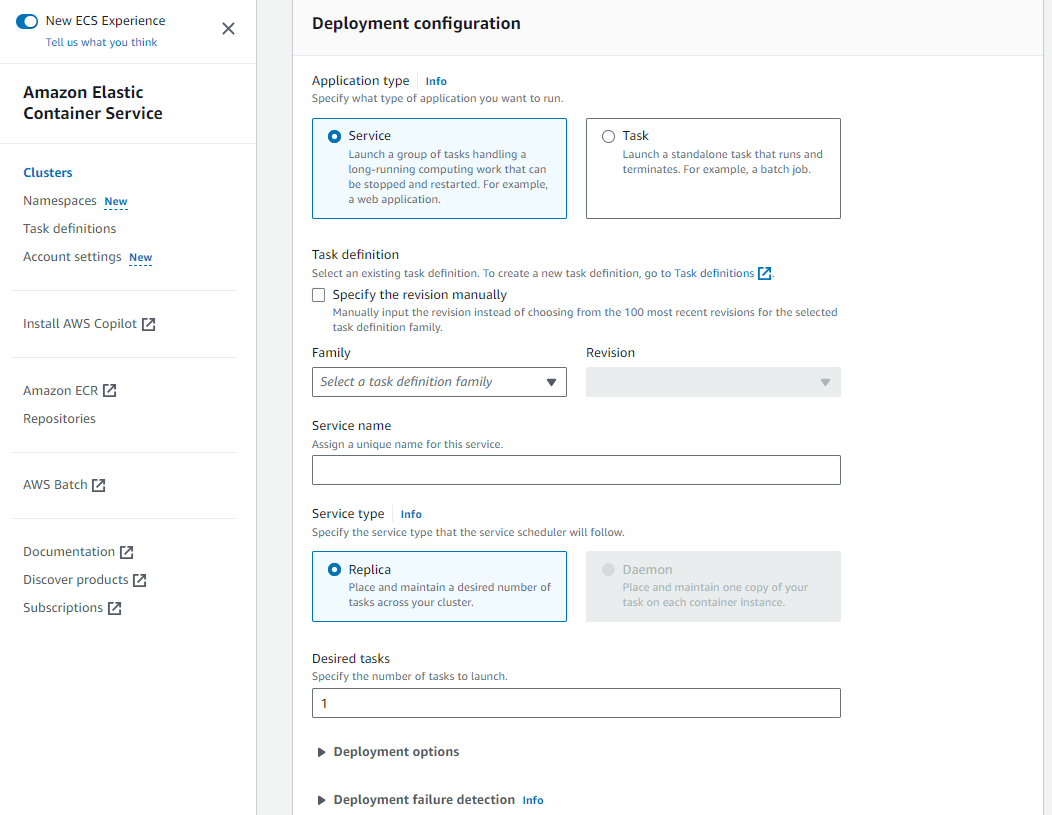 New ECS Experience
Tell us what you think
Amazon Elastic
Container Service
Clusters
Namespaces New
Task definitions
Account settings New
Install AWS Copilot
Amazon ECR
Repositories
AWS Batch
Documentation
Discover products
Subscriptions
Deployment configuration
Application type Info
Specify what type of application you want to run.
Service
Launch a group of tasks handling a
long-running computing work that can
be stopped and restarted. For example,
a web application.
Task
Launch a standalone task that runs and
terminates. For example, a batch job.
Task definition
Select an existing task definition. To create a new task definition, go to Task definitions.
Specify the revision manually
Manually input the revision instead of choosing from the 100 most recent revisions for the selected
task definition family.
Family
Select a task definition family
Revision
Service name
Assign a unique name for this service.
Service type Info
Specify the service type that the service scheduler will follow.
Replica
Place and maintain a desired number of
tasks across your cluster.
Daemon
Place and maintain one copy of your
task on each container instance.
Desired tasks
Specify the number of tasks to launch.
1
Deployment options
Deployment failure detection Info